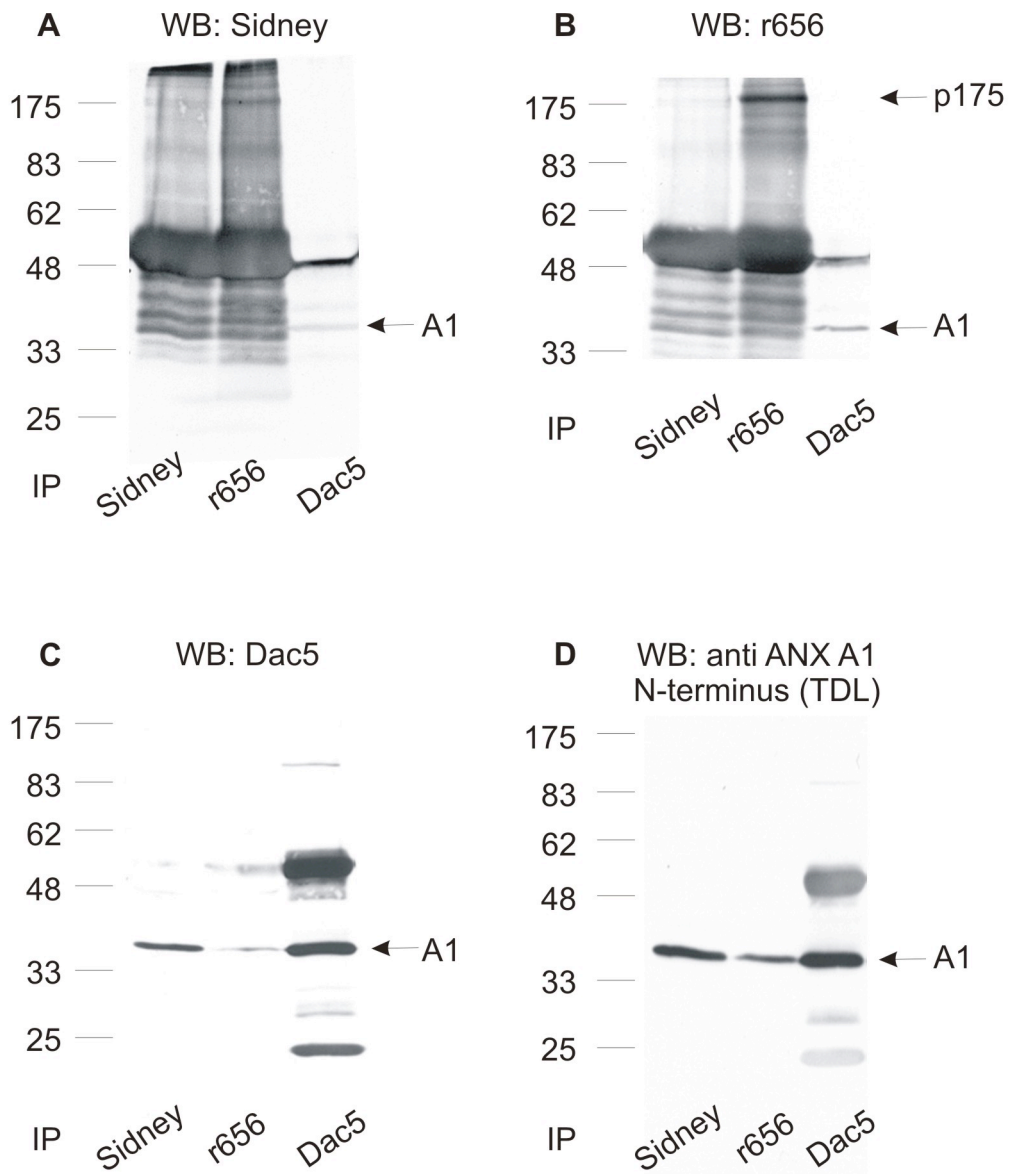 A WB: Sidney
175
83
62
48
A1
33
25
IP Sidney r656 Dac5
B WB: r656
175 p175
83
62
48
A1
33
IP Sidney r656 Dac5
C WB: Dac5
175
83
62
48
A1
33
25
IP Sidney r656 Dac5
D WB: anti ANX A1
N-terminus (TDL)
175
83
62
48
A1
33
25
IP Sidney r656 Dac5